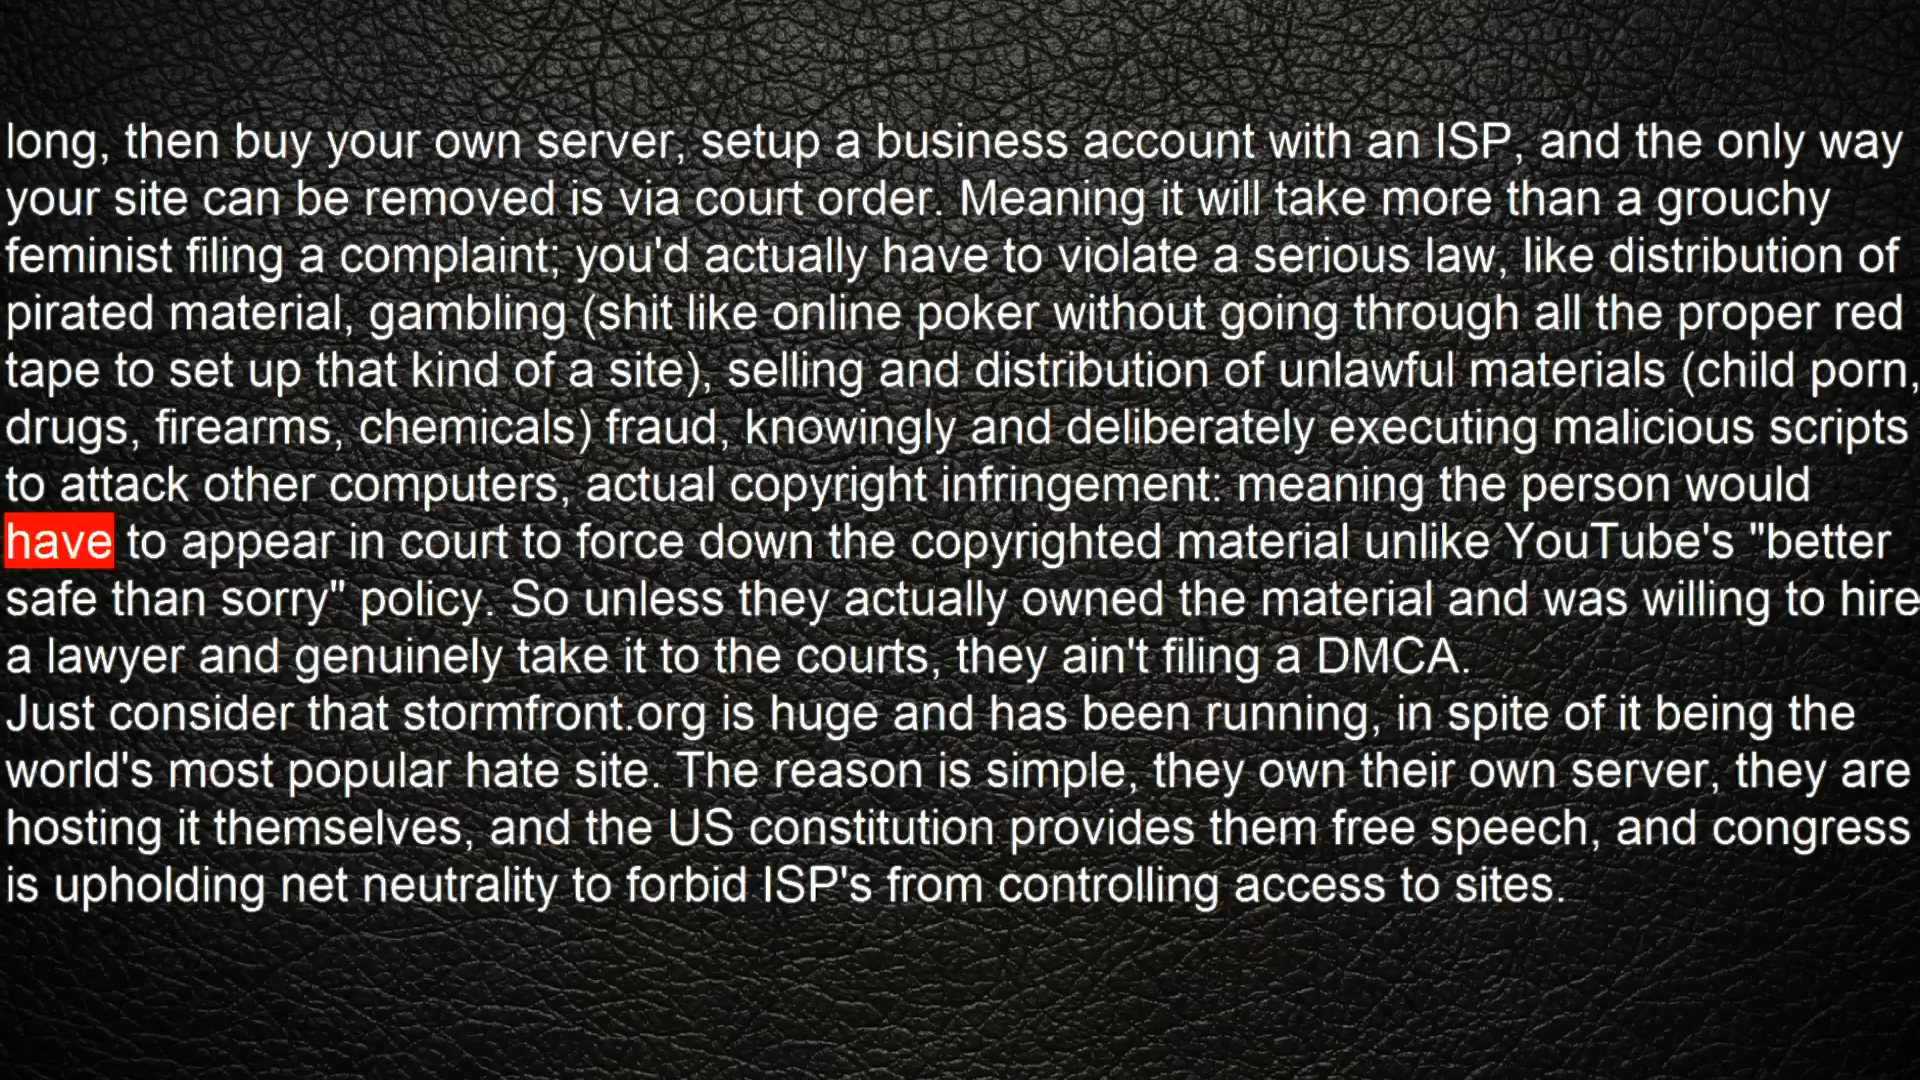 long, then buy your own server, setup a business account with an ISP, and the only way
your site can be removed is via court order. Meaning it will take more than a grouchy
feminist filing a complaint; you'd actually have to violate a serious law, like distribution of
pirated material, gambling (shit like online poker without going through all the proper red
tape to set up that kind of a site), selling and distribution of unlawful materials (child porn,
drugs, firearms, chemicals) fraud, knowingly and deliberately executing malicious scripts
to attack other computers, actual copyright infringement: meaning the person would
have to appear in court to force down the copyrighted material unlike YouTube's "better
safe than sorry" policy. So unless they actually owned the material and was willing to hire
a lawyer and genuinely take it to the courts, they ain't filing a DMCA.
Just consider that stormfront.org is huge and has been running, in spite of it being the
world's most popular hate site. The reason is simple, they own their own server, they are
hosting it themselves, and the US constitution provides them free speech, and congress
is upholding net neutrality to forbid ISP's from controlling access to sites.